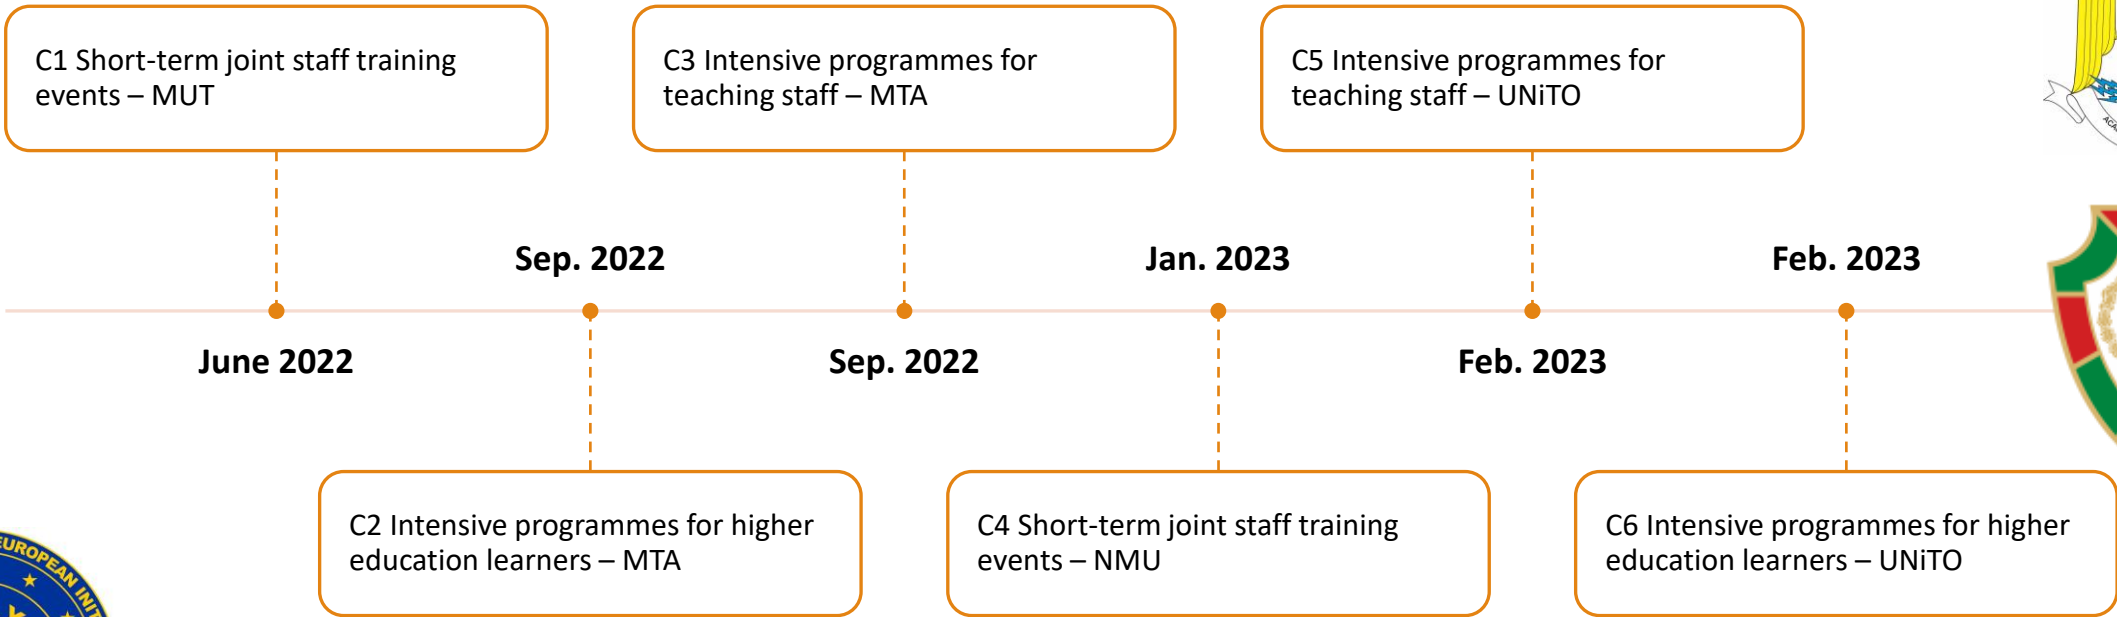 C1 Short-term joint staff training
events – MUT
C3 Intensive programmes for
teaching staff – MTA
C5 Intensive programmes for
teaching staff – UNiTO
Sep. 2022
Jan. 2023
Feb. 2023
June 2022
Sep. 2022
Feb. 2023
C2 Intensive programmes for higher
education learners – MTA
C4 Short-term joint staff training
events – NMU
C6 Intensive programmes for higher
education learners – UNiTO
EUROPEAN